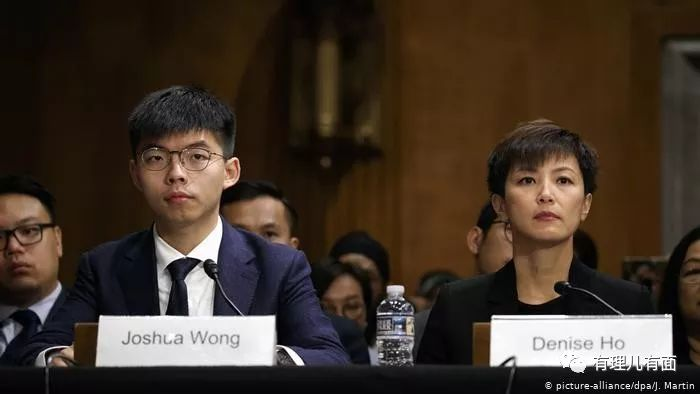 Joshua Wong
Denise Ho
有理儿有面
© picture-alliance/dpa/J. Martin